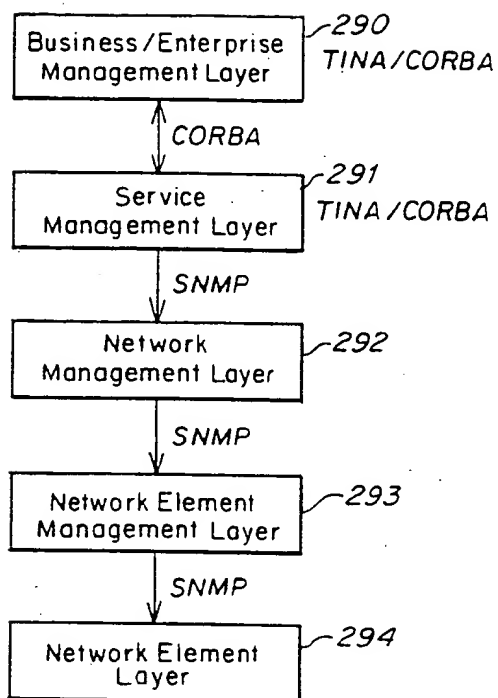 Business/Enterprise
Management Layer
290
TINA/CORBA
CORBA
Service
Management Layer
291
TINA/CORBA
SNMP
Network
Management Layer
292
SNMP
Network Element
Management Layer
293
SNMP
Network Element
Layer
294